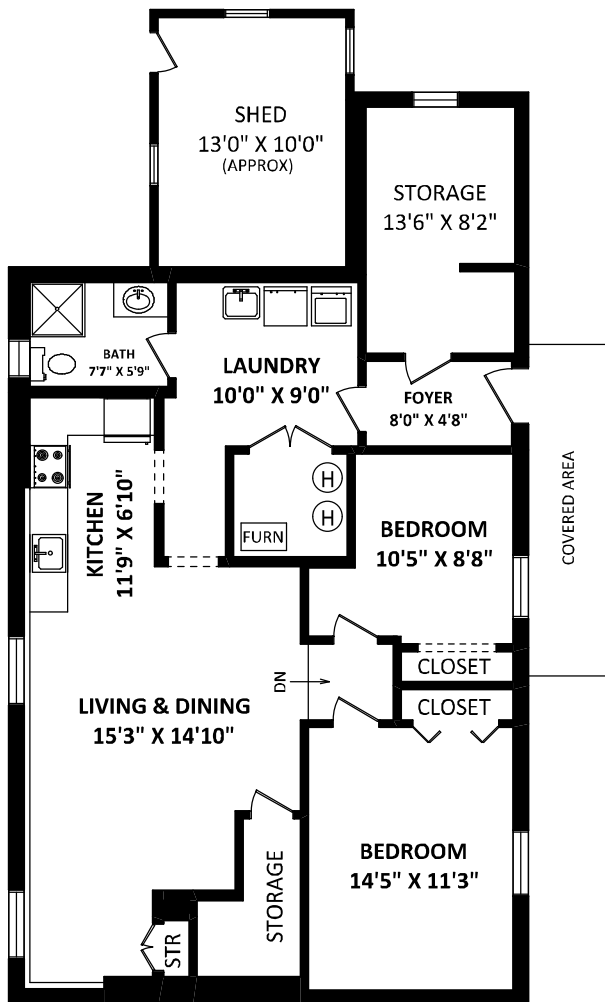 SHED
13'0" X 10'0"
(APPROX)
STORAGE
13'6" X 8'2"
BATH
7'7" X 5'9"
LAUNDRY
10'0" X 9'0"
FOYER
8'0" X 4'8"
COVERED AREA
KITCHEN
11'9" X 6'10"
H
H
FURN
BEDROOM
10'5" X 8'8"
CLOSET
DN
CLOSET
LIVING & DINING
15'3" X 14'10"
BEDROOM
14'5" X 11'3"
STORAGE
STR